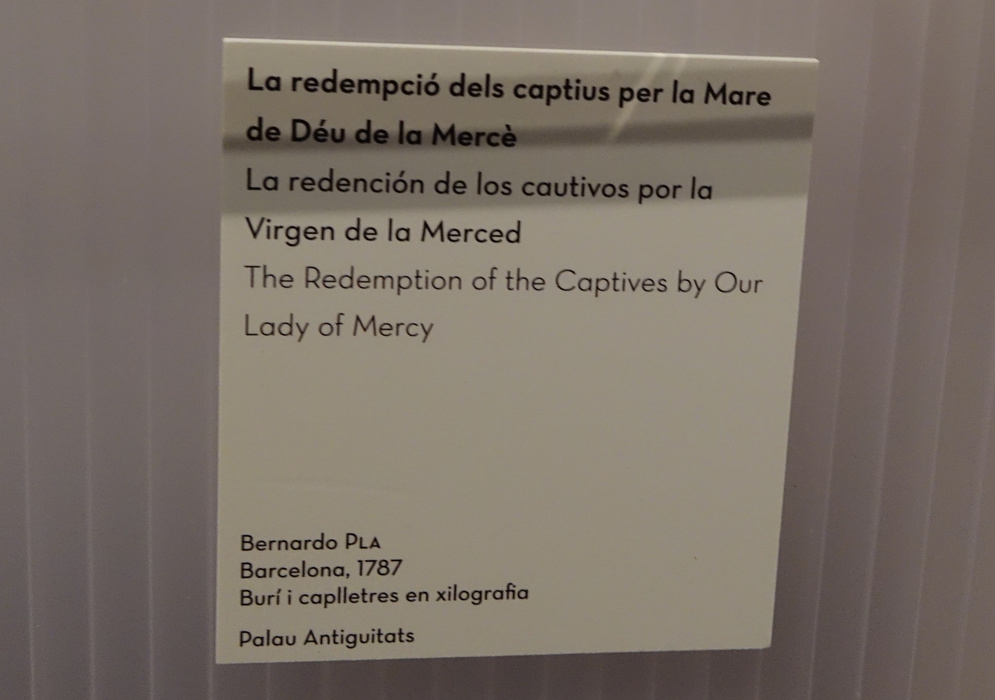 La redempció dels captius per la Mare
de Déu de la Mercè
La redención de los cautivos por la
Virgen de la Merced
The Redemption of the Captives by Our
Lady of Mercy
Bernardo PLA
Barcelona, 1787
Burí i caplletres en xilografia
Palau Antiguitats